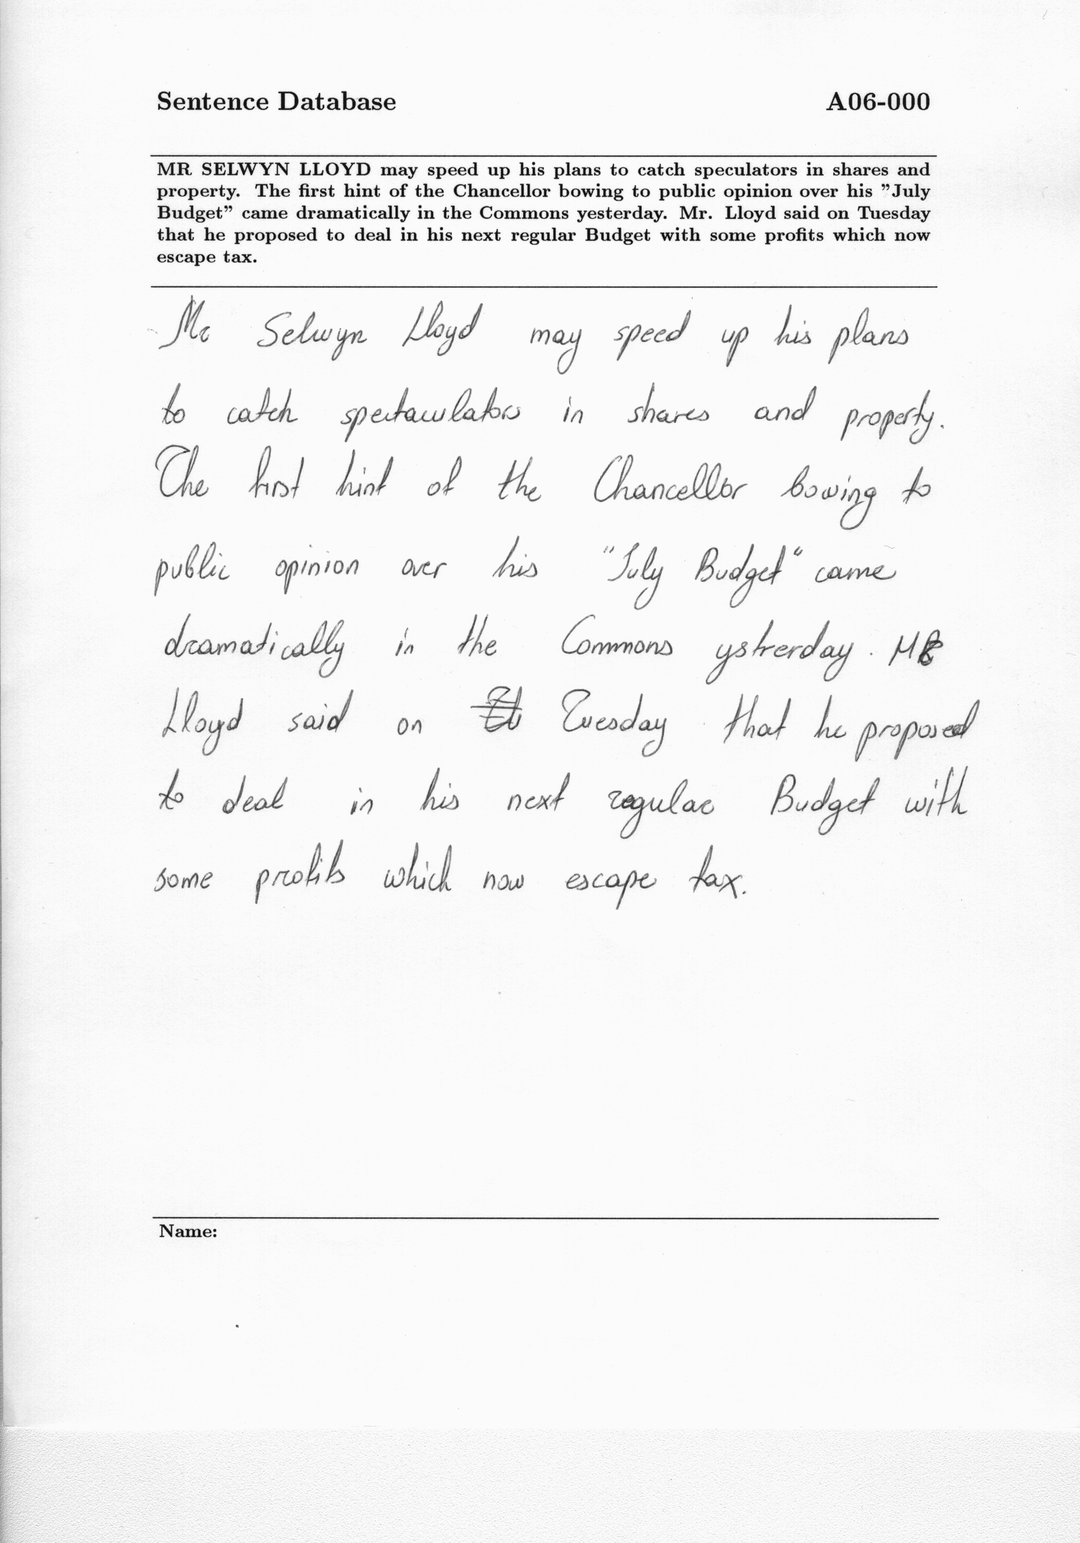 Sentence Database A06-000
MR SELWYN LLOYD may speed up his plans to catch speculators in shares and
property. The first hint of the Chancellor bowing to public opinion over his ”July
Budget” came dramatically in the Commons yesterday. Mr. Lloyd said on Tuesday
that he proposed to deal in his next regular Budget with some profits which now
escape tax.
Mr Selwyn Lloyd may speed up his plans
to catch spectaculators in shares and property.
The first hint of the Chancellor bowing to
public opinion over his "July Budget" came
dramatically in the Commons ystrerday. Mr
Lloyd said on Tuesday that he proposed
to deal in his next regular Budget with
some profits which now escape tax.
Name: